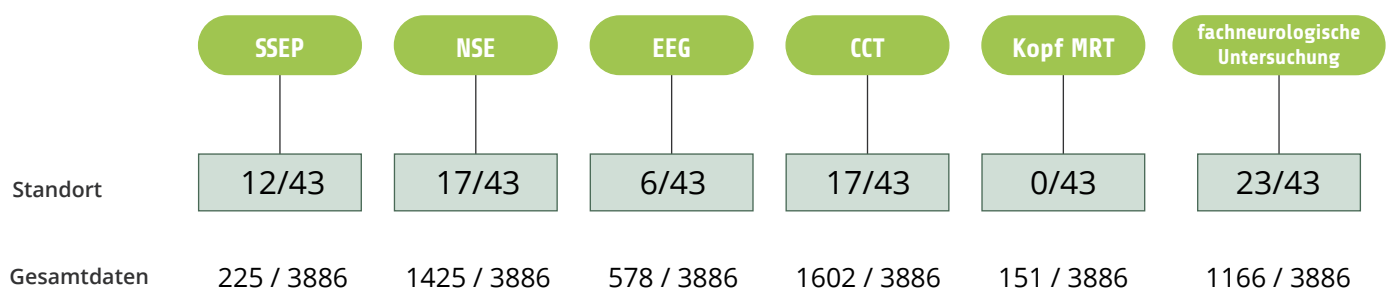 SSEP NSE EEG CCT Kopf MRT fachneurologische
Untersuchung
Standort 12/43 17/43 6/43 17/43 0/43 23/43
Gesamtdaten 225 / 3886 1425 / 3886 578 / 3886 1602 / 3886 151 / 3886 1166 / 3886